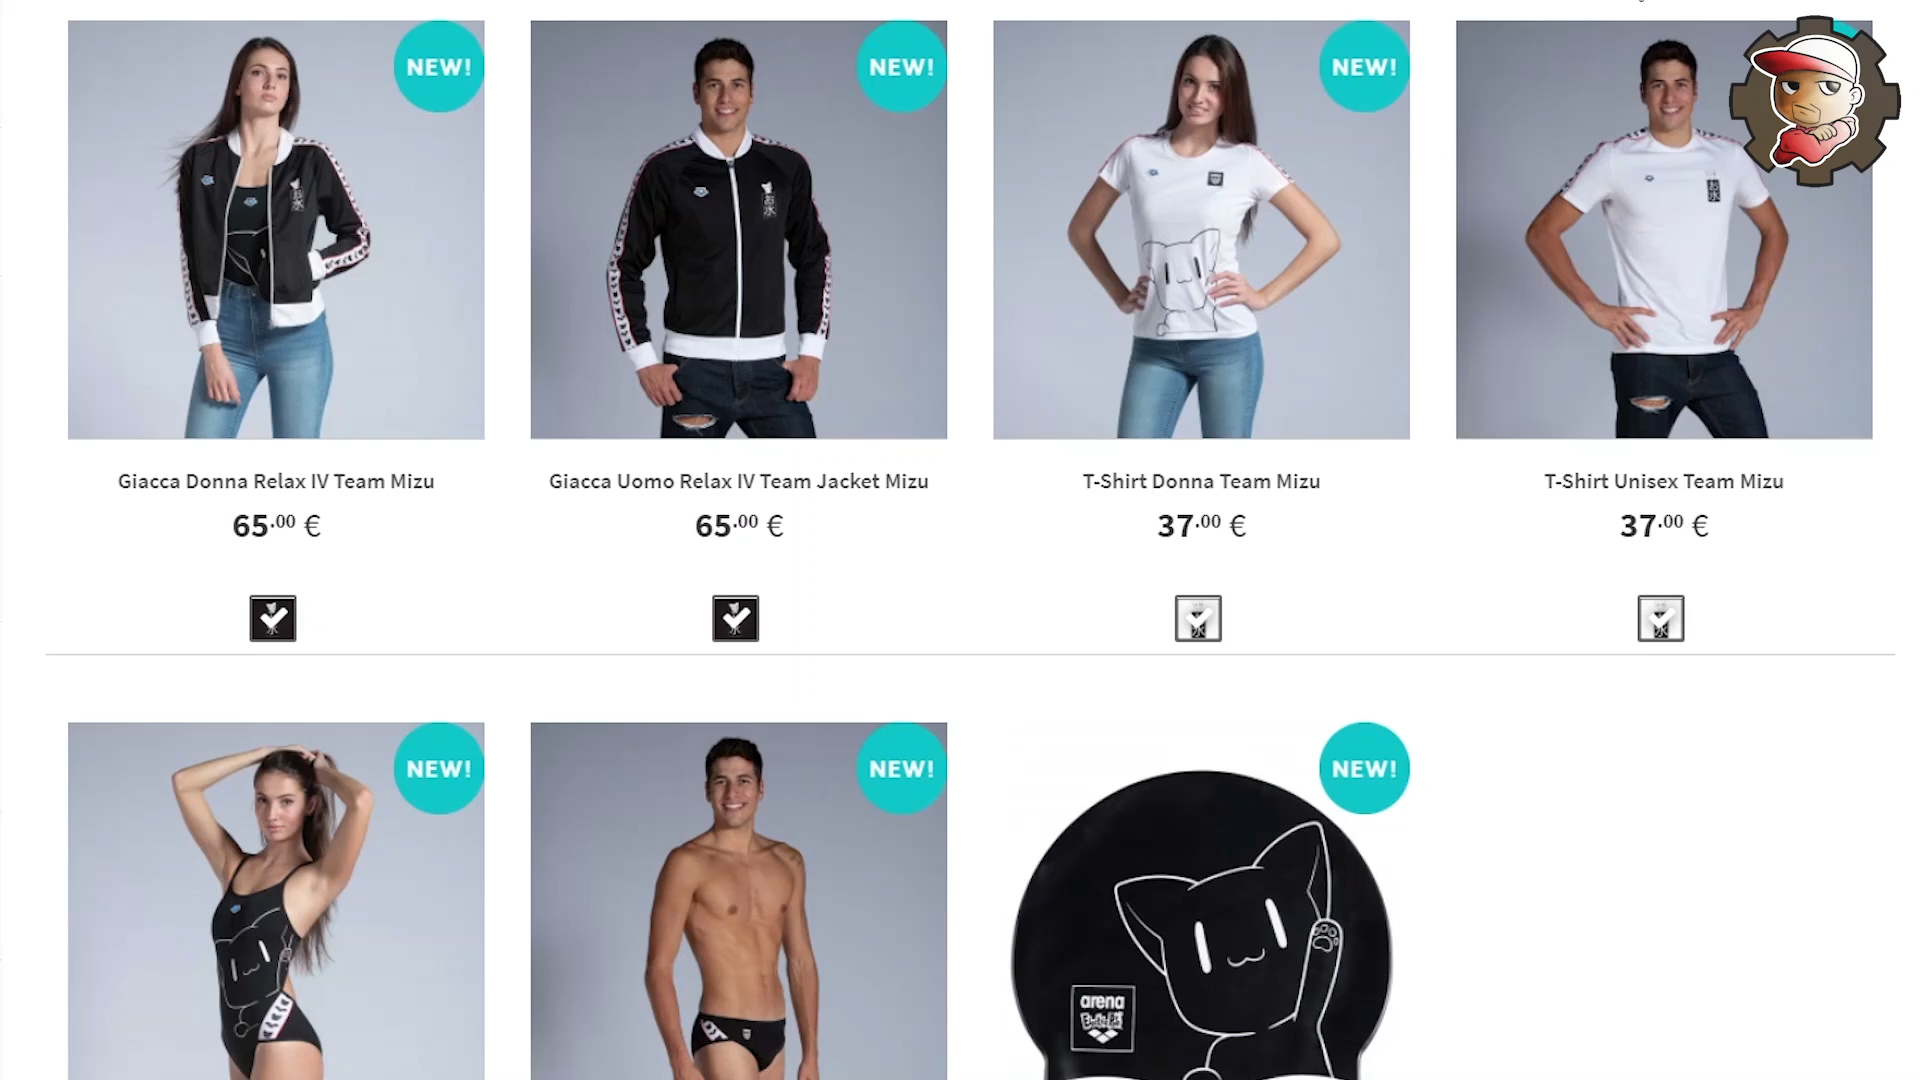 NEW!
NEW!
NEW!
Giacca Donna Relax IV Team Mizu
Giacca Uomo Relax IV Team Jacket Mizu
T-Shirt Donna Team Mizu
T-Shirt Unisex Team Mizu
65.00 €
65.00 €
37.00 €
37.00 €
NEW!
NEW!
NEW!
arena